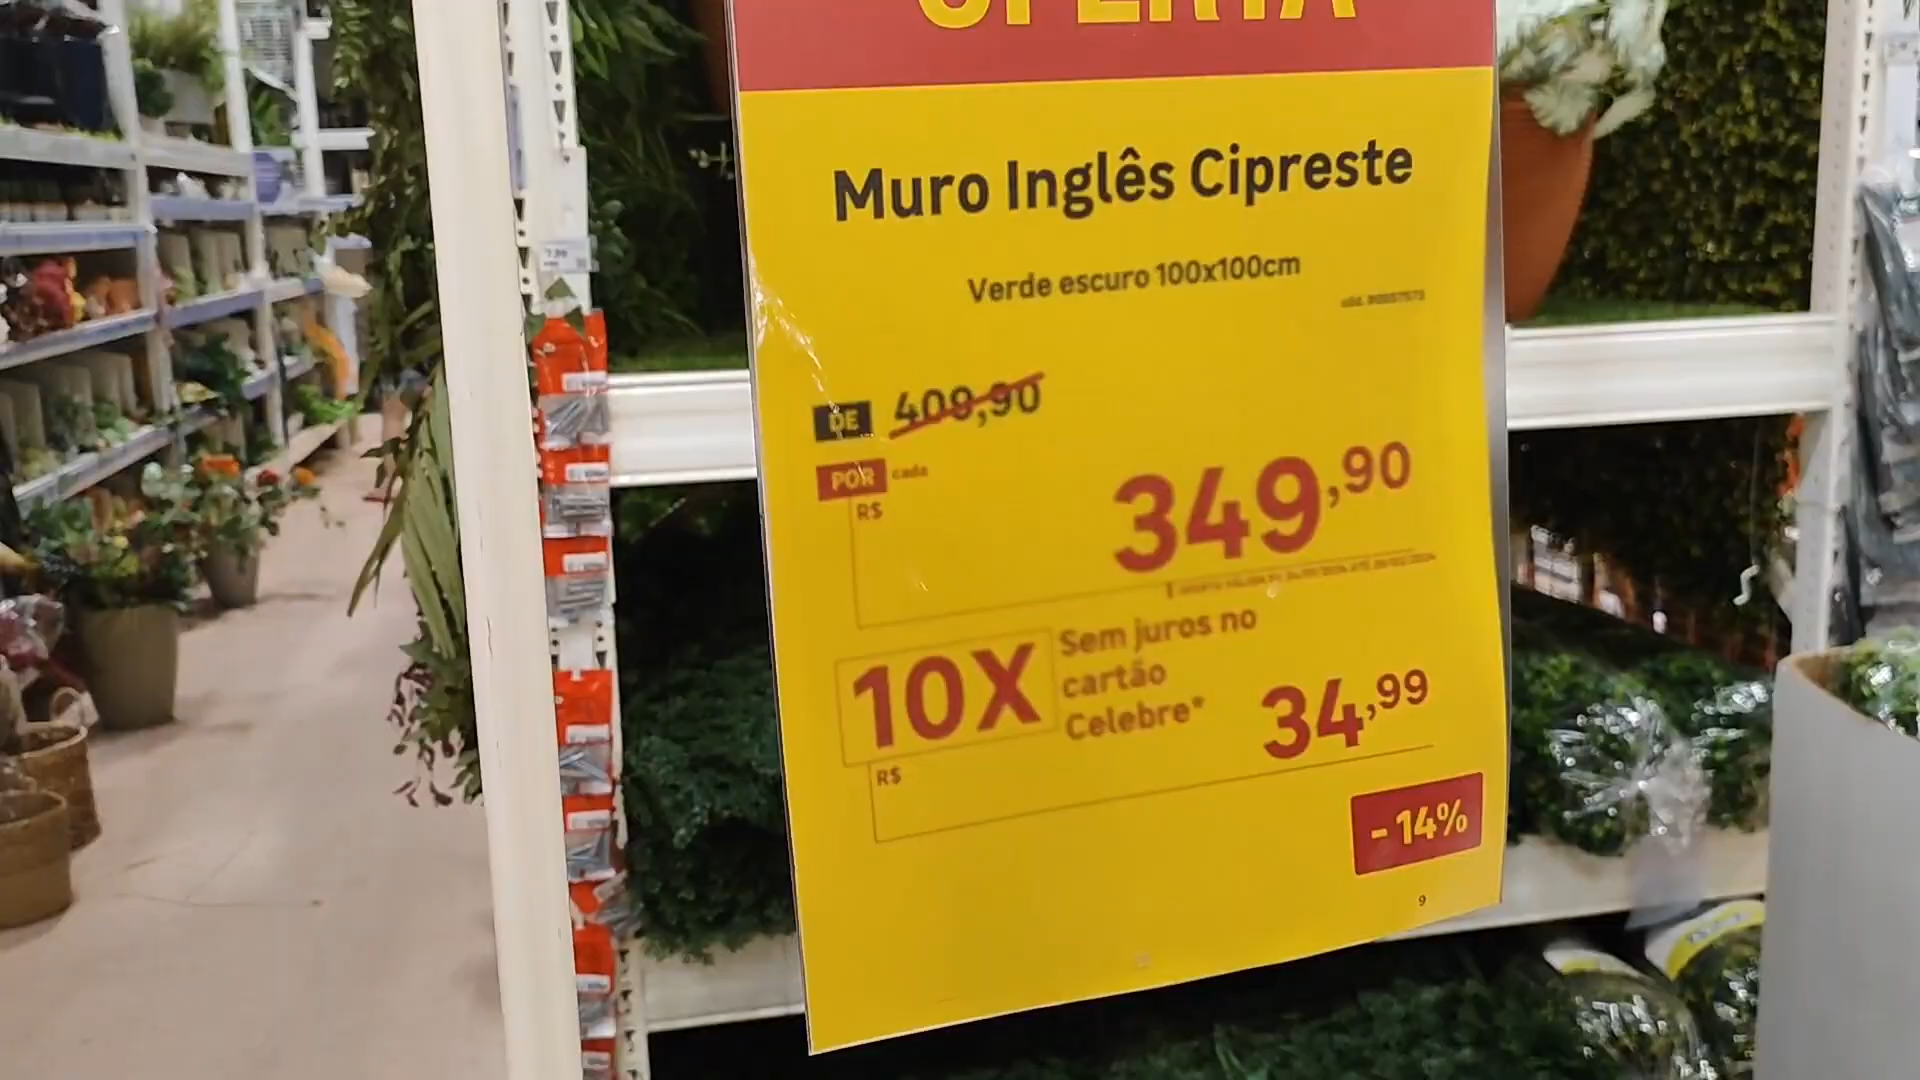 OFERTA
Muro Inglês Cipreste
Verde escuro 100x100cm
DE 409,90
POR cada
R$ 349,90
10X Sem juros no
cartão
Celebre*
R$ 34,99
- 14%
9